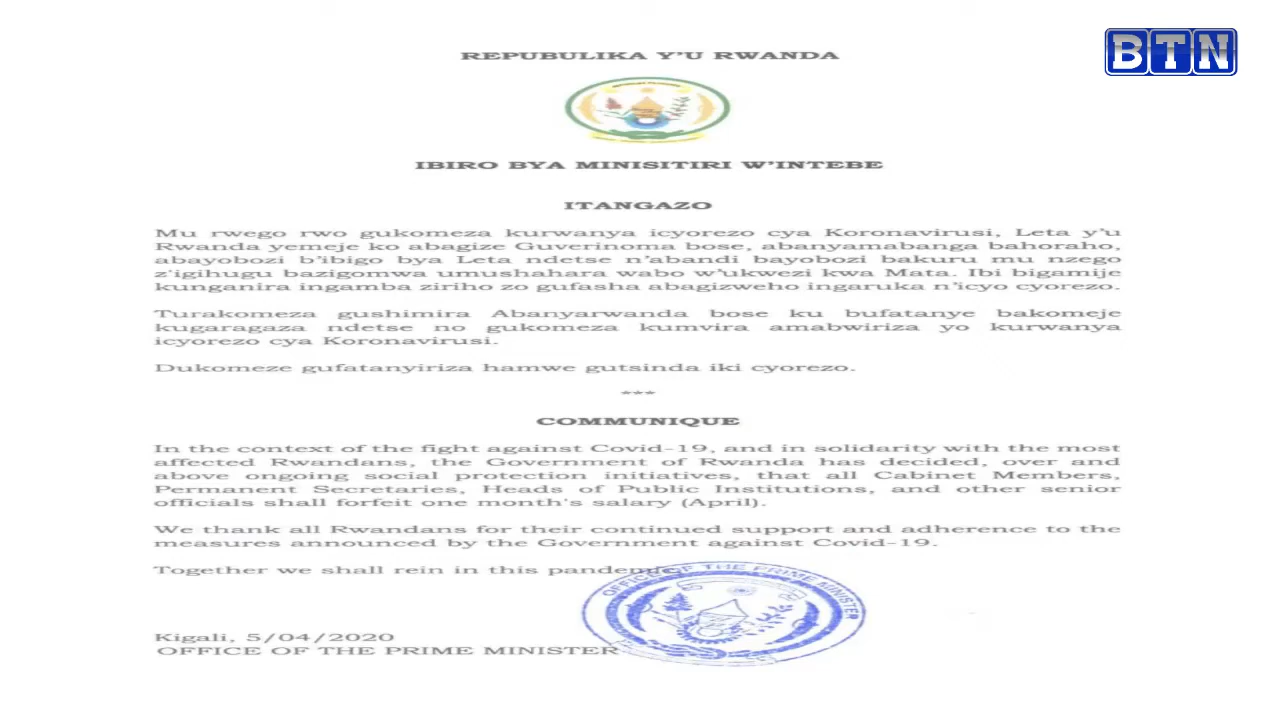 BTN
REPUBULIKA Y'U RWANDA
IBIRO BYA MINISITIRI W'INTEBE
ITANGAZO
Mu rwego rwo gukomeza kurwanya icyorezo cya Koronavirusi, Leta y'u
Rwanda yemeje ko abagize Guverinoma bose, abanyamabanga bahoraho,
abayobozi b'ibigo bya Leta ndetse n'abandi bayobozi bakuru mu nzego
z'igihugu bazigomwa umushahara wabo w'ukwezi kwa Mata. Ibi bigamije
kunganira ingamba ziriho zo gufasha abagizweho ingaruka n'icyo cyorezo.
Turakomeza gushimira Abanyarwanda bose ku bufatanye bakomeje
kugaragaza ndetse no gukomeza kumvira amabwiriza yo kurwanya
icyorezo cya Koronavirusi.
Dukomeze gufatanyiriza hamwe gutsinda iki cyorezo.
***
COMMUNIQUE
In the context of the fight against Covid-19, and in solidarity with the most
affected Rwandans, the Government of Rwanda has decided, over and
above ongoing social protection initiatives, that all Cabinet Members,
Permanent Secretaries, Heads of Public Institutions, and other senior
officials shall forfeit one month's salary (April).
We thank all Rwandans for their continued support and adherence to the
measures announced by the Government against Covid-19.
Together we shall rein in this pandemic.
OFFICE OF THE PRIME MINISTER
Kigali, 5/04/2020
OFFICE OF THE PRIME MINISTER